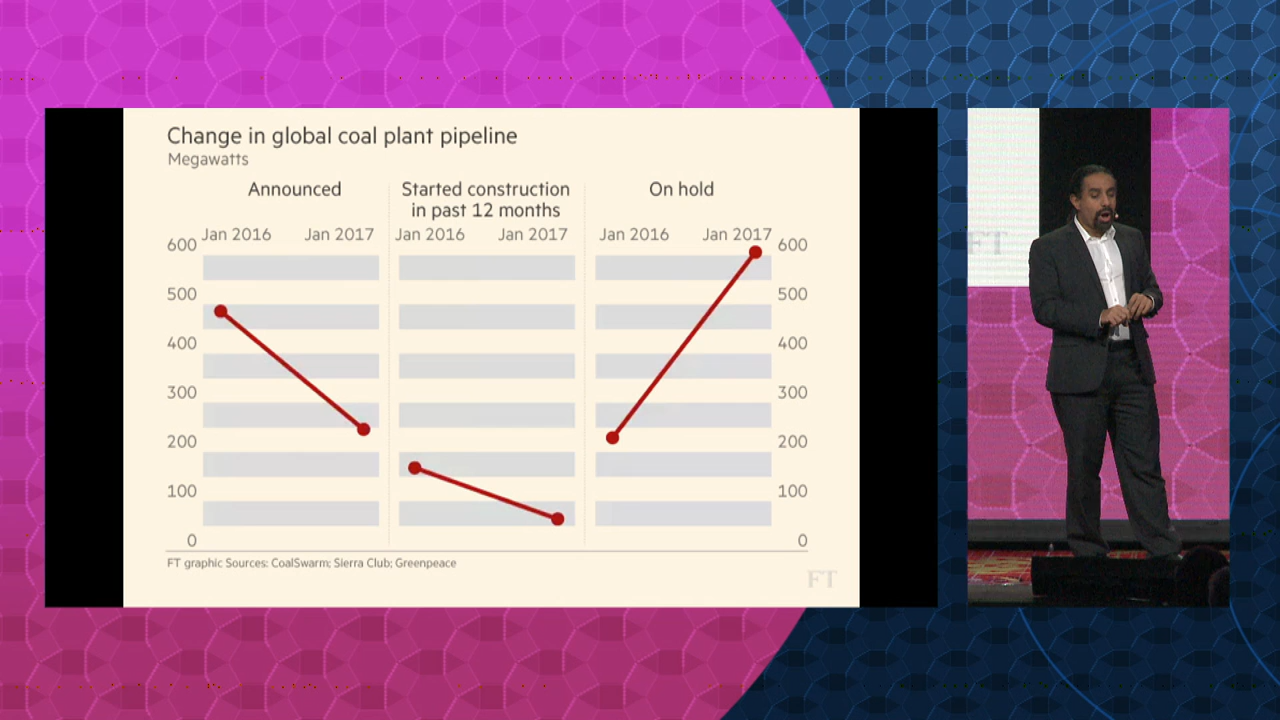 Change in global coal plant pipeline
Megawatts
Announced
Started construction
in past 12 months
On hold
Jan 2016 Jan 2017
Jan 2016 Jan 2017
Jan 2016 Jan 2017
600 600
500 500
400 400
300 300
200 200
100 100
0 0
FT graphic Sources: CoalSwarm; Sierra Club; Greenpeace
FT
FT